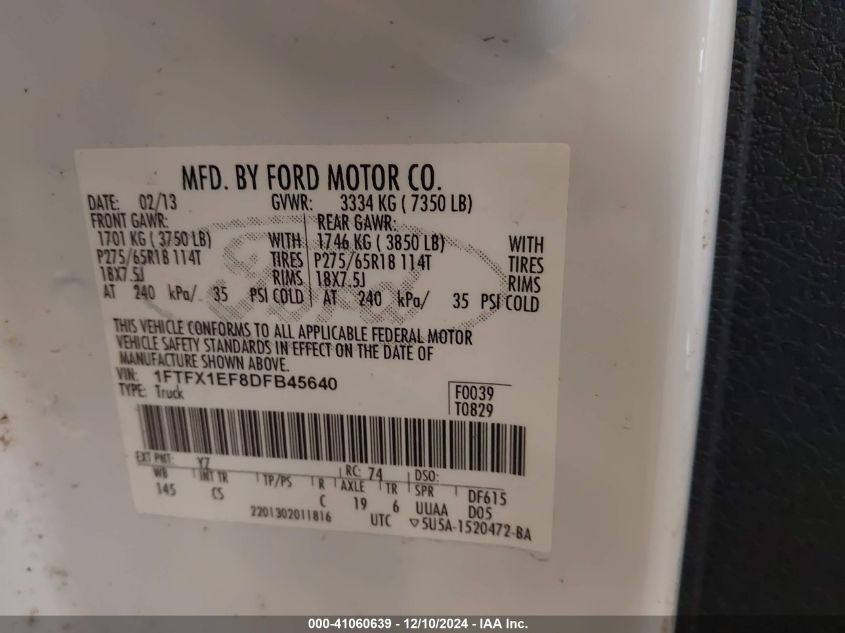 MFD. BY FORD MOTOR CO.
DATE: 02/13 GVWR: 3334 KG ( 7350 LB)
FRONT GAWR: REAR GAWR:
1701 KG ( 3750 LB) WITH 1746 KG ( 3850 LB) WITH
P275/65R18 114T TIRES P275/65R18 114T TIRES
18X7.5J RIMS 18X7.5J RIMS
AT 240 kPa/ 35 PSI COLD AT 240 kPa/ 35 PSI COLD
Ford
THIS VEHICLE CONFORMS TO ALL APPLICABLE FEDERAL MOTOR
VEHICLE SAFETY STANDARDS IN EFFECT ON THE DATE OF
MANUFACTURE SHOWN ABOVE.
VIN: 1FTFX1EF8DFB45640
TYPE: Truck
F0039
T0829
EXT PNT: YZ RC: 74 DSO:
WB INT TR TP/PS R AXLE TR SPR DF615
145 CS C 19 6 UUAA D05
2201302011816 UTC ▽5U5A-1520472-BA
000-41060639 - 12/10/2024 - IAA Inc.